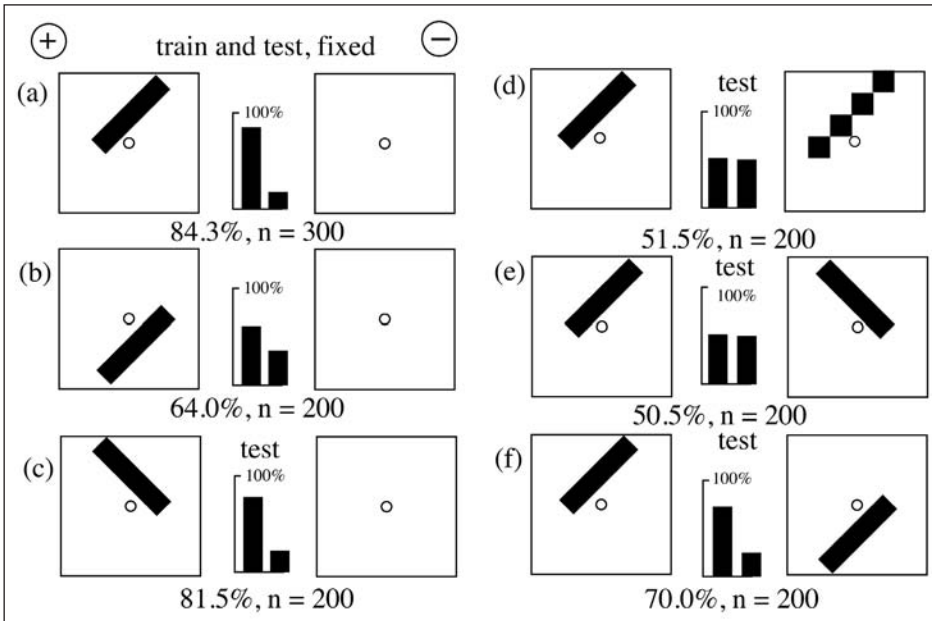 + train and test, fixed −
(a)
100%
84.3%, n = 300
(b)
100%
64.0%, n = 200
(c)
test
100%
81.5%, n = 200
(d)
test
100%
51.5%, n = 200
(e)
test
100%
50.5%, n = 200
(f)
test
100%
70.0%, n = 200